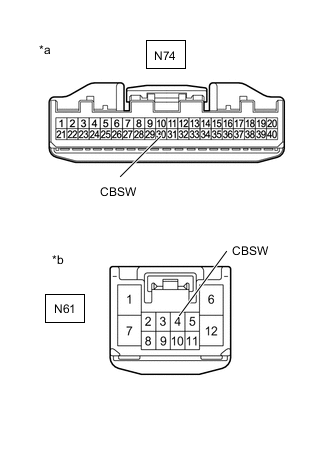 *a
N74
1 2 3 4 5 6 7 8 9 10 11 12 13 14 15 16 17 18 19 20
21 22 23 24 25 26 27 28 29 30 31 32 33 34 35 36 37 38 39 40
CBSW
*b
CBSW
N61
1 6
2 3 4 5
7 12
8 9 10 11